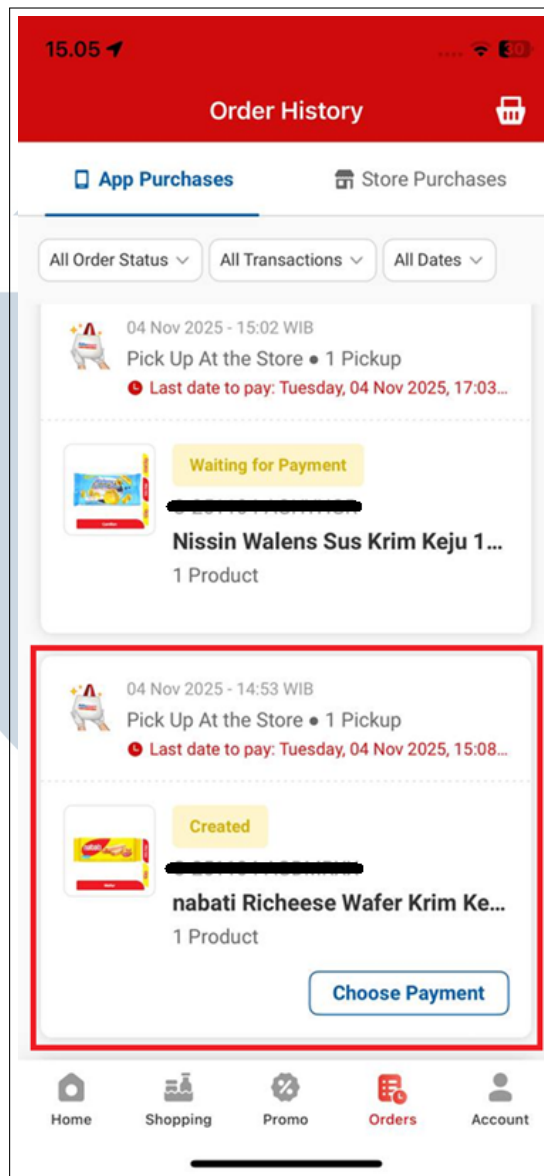 15.05
30
Order History
App Purchases
Store Purchases
All Order Status
All Transactions
All Dates
04 Nov 2025 - 15:02 WIB
Pick Up At the Store ● 1 Pickup
Last date to pay: Tuesday, 04 Nov 2025, 17:03...
Waiting for Payment
Nissin Walens Sus Krim Keju 1...
1 Product
04 Nov 2025 - 14:53 WIB
Pick Up At the Store ● 1 Pickup
Last date to pay: Tuesday, 04 Nov 2025, 15:08...
nabati
Created
nabati Richeese Wafer Krim Ke...
1 Product
Choose Payment
Home
Shopping
Promo
Orders
Account